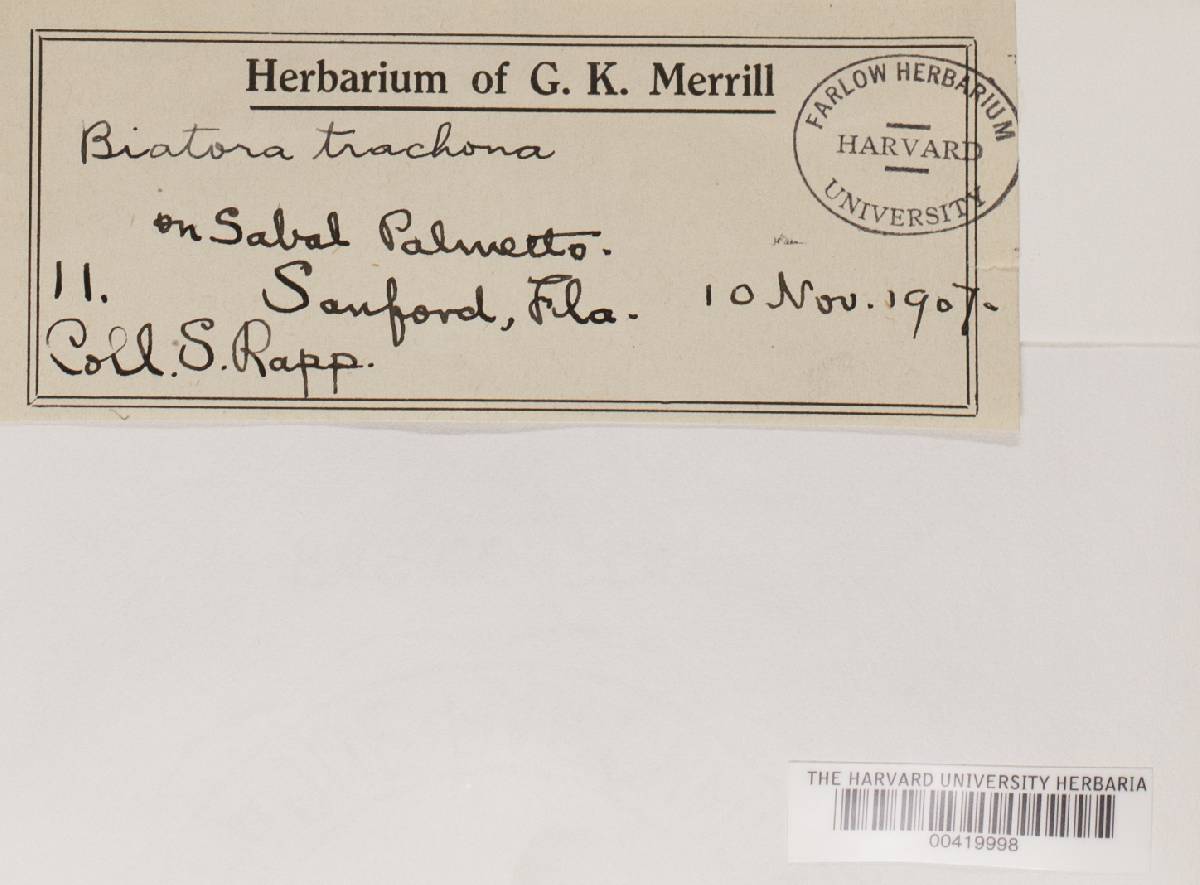 Herbarium of G. K. Merrill
FARLOW HERBARIUM
HARVARD
UNIVERSITY
Biatora trachona
on Sabal Palmetto.
11. Sanford, Fla. 10 Nov. 1907.
Coll. S. Rapp.
THE HARVARD UNIVERSITY HERBARIA
00419998